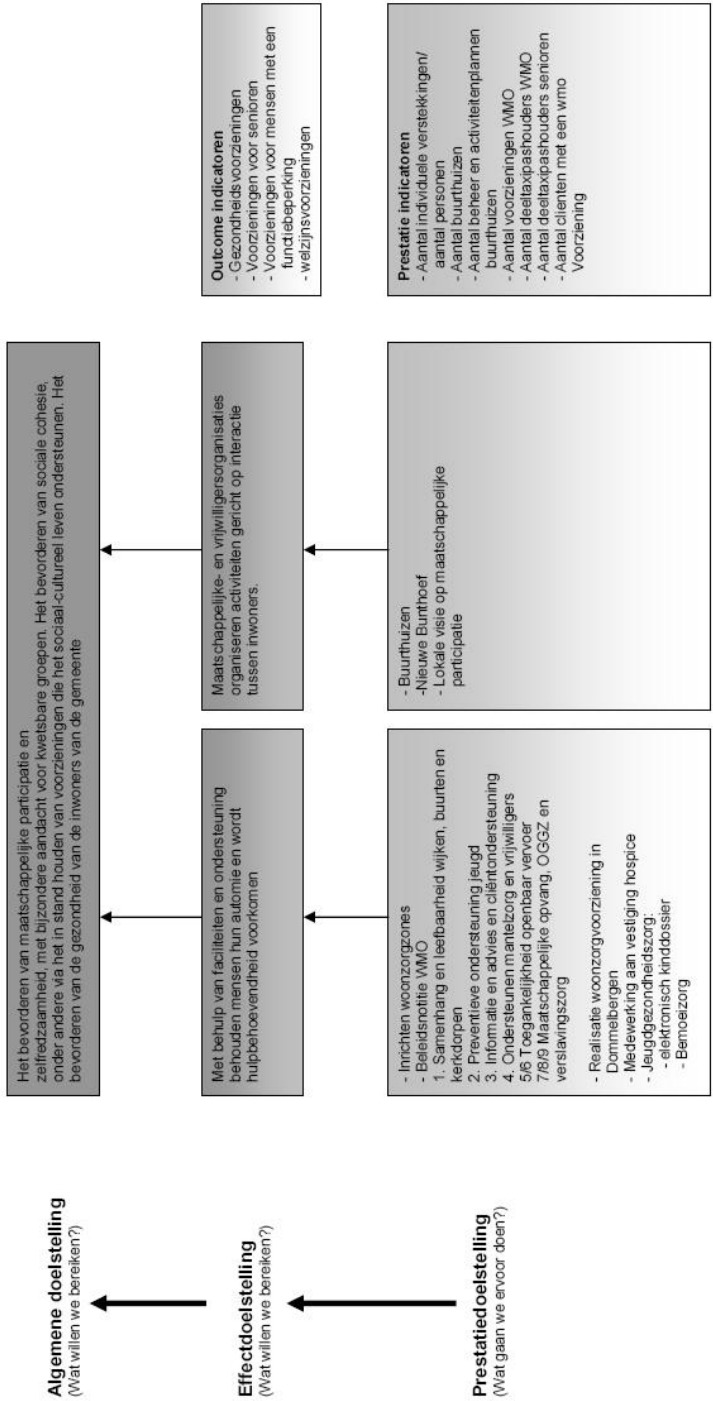 Algemene doelstelling
(Wat willen we bereiken?)
Het bevorderen van maatschappelijke participatie en
zelfredzaamheid, met bijzondere aandacht voor kwetsbare groepen. Het bevorderen van sociale cohesie,
onder andere via het in stand houden van voorzieningen die het sociaal-cultureel leven ondersteunen. Het
bevorderen van de gezondheid van de inwoners van de gemeente
Effectdoelstelling
(Wat willen we bereiken?)
Met behulp van faciliteiten en ondersteuning
behouden mensen hun automie en wordt
hulpbehoevendheid voorkomen
Maatschappelijke- en vrijwilligersorganisaties
organiseren activiteiten gericht op interactie
tussen inwoners.
Outcome indicatoren
- Gezondheidsvoorzieningen
- Voorzieningen voor senioren
- Voorzieningen voor mensen met een
functiebeperking
- welzijnsvoorzieningen
Prestatiedoelstelling
(Wat gaan we ervoor doen?)
- Inrichten woonzorgzones
- Beleidsnotitie WMO
1. Samenhang en leefbaarheid wijken, buurten en
kerkdorpen
2. Preventieve ondersteuning jeugd
3. Informatie en advies en cliëntondersteuning
4. Ondersteunen mantelzorg en vrijwilligers
5/6 Toegankelijkheid openbaar vervoer
7/8/9 Maatschappelijke opvang, OGGZ en
verslavingszorg
- Realisatie woonzorgvoorziening in
Dommelbergen
- Medewerking aan vestiging hospice
- Jeugdgezondheidszorg:
- elektronisch kinddossier
- Bemoeizorg
- Buurthuizen
-Nieuwe Bunthoef
- Lokale visie op maatschappelijke
participatie
Prestatie indicatoren
- Aantal individuele verstekkingen/
aantal personen
- Aantal buurthuizen
- Aantal beheer en activiteitenplannen
buurthuizen
- Aantal voorzieningen WMO
- Aantal deeltaxipashouders WMO
- Aantal deeltaxipashouders senioren
- Aantal clienten met een wmo
Voorziening